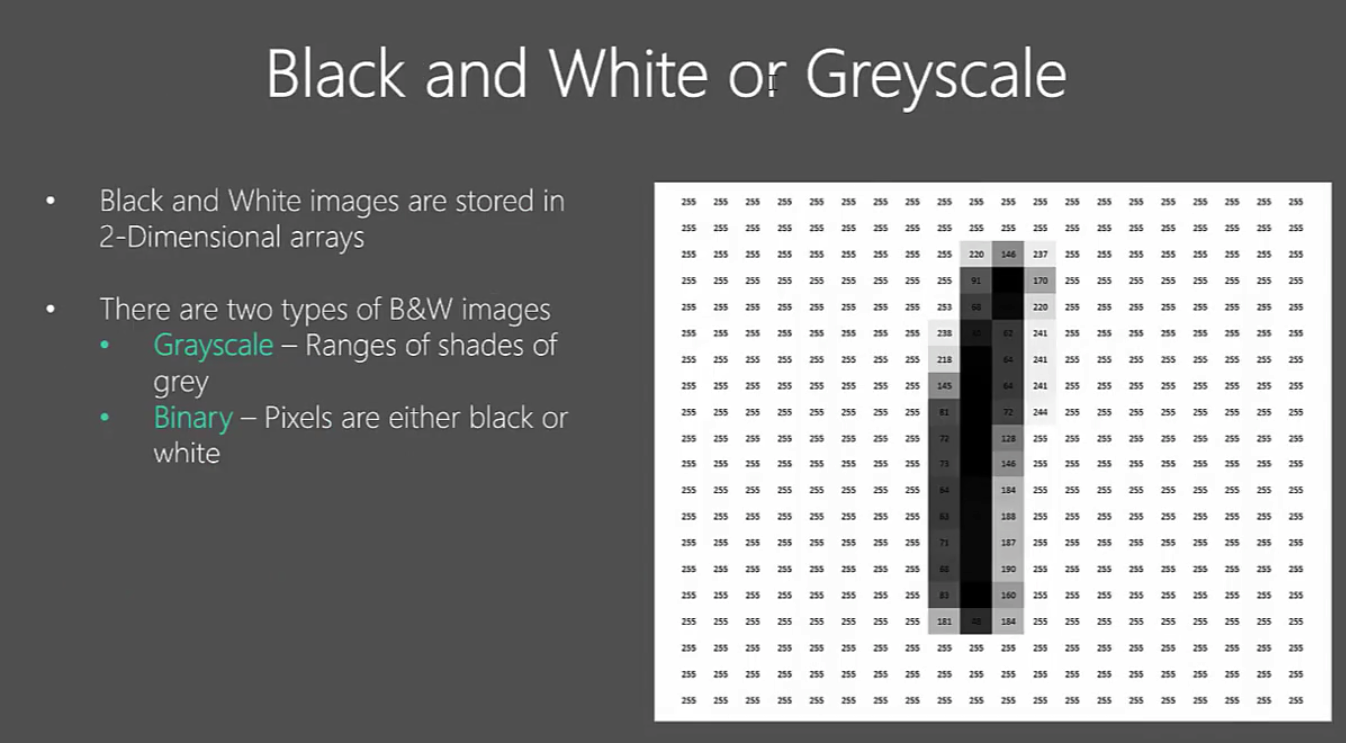 Black and White or Greyscale
• Black and White images are stored in
2-Dimensional arrays
• There are two types of B&W images
• Grayscale – Ranges of shades of
grey
• Binary – Pixels are either black or
white
255 255 255 255 255 255 255 255 255 255 255 255 255 255 255 255 255 255 255 255
255 255 255 255 255 255 255 255 255 255 255 255 255 255 255 255 255 255 255 255
255 255 255 255 255 255 255 255 255 220 146 237 255 255 255 255 255 255 255 255
255 255 255 255 255 255 255 255 255 91 170 255 255 255 255 255 255 255 255
255 255 255 255 255 255 255 255 253 220 255 255 255 255 255 255 255 255
255 255 255 255 255 255 255 255 238 62 241 255 255 255 255 255 255 255 255
255 255 255 255 255 255 255 255 218 64 241 255 255 255 255 255 255 255 255
255 255 255 255 255 255 255 255 145 64 241 255 255 255 255 255 255 255 255
255 255 255 255 255 255 255 255 81 72 244 255 255 255 255 255 255 255 255
255 255 255 255 255 255 255 255 72 128 255 255 255 255 255 255 255 255 255
255 255 255 255 255 255 255 255 73 146 255 255 255 255 255 255 255 255 255
255 255 255 255 255 255 255 255 64 184 255 255 255 255 255 255 255 255 255
255 255 255 255 255 255 255 255 63 188 255 255 255 255 255 255 255 255 255
255 255 255 255 255 255 255 255 71 187 255 255 255 255 255 255 255 255 255
255 255 255 255 255 255 255 255 68 190 255 255 255 255 255 255 255 255 255
255 255 255 255 255 255 255 255 83 160 255 255 255 255 255 255 255 255 255
255 255 255 255 255 255 255 255 181 184 255 255 255 255 255 255 255 255 255
255 255 255 255 255 255 255 255 255 255 255 255 255 255 255 255 255 255 255 255
255 255 255 255 255 255 255 255 255 255 255 255 255 255 255 255 255 255 255 255
255 255 255 255 255 255 255 255 255 255 255 255 255 255 255 255 255 255 255 255